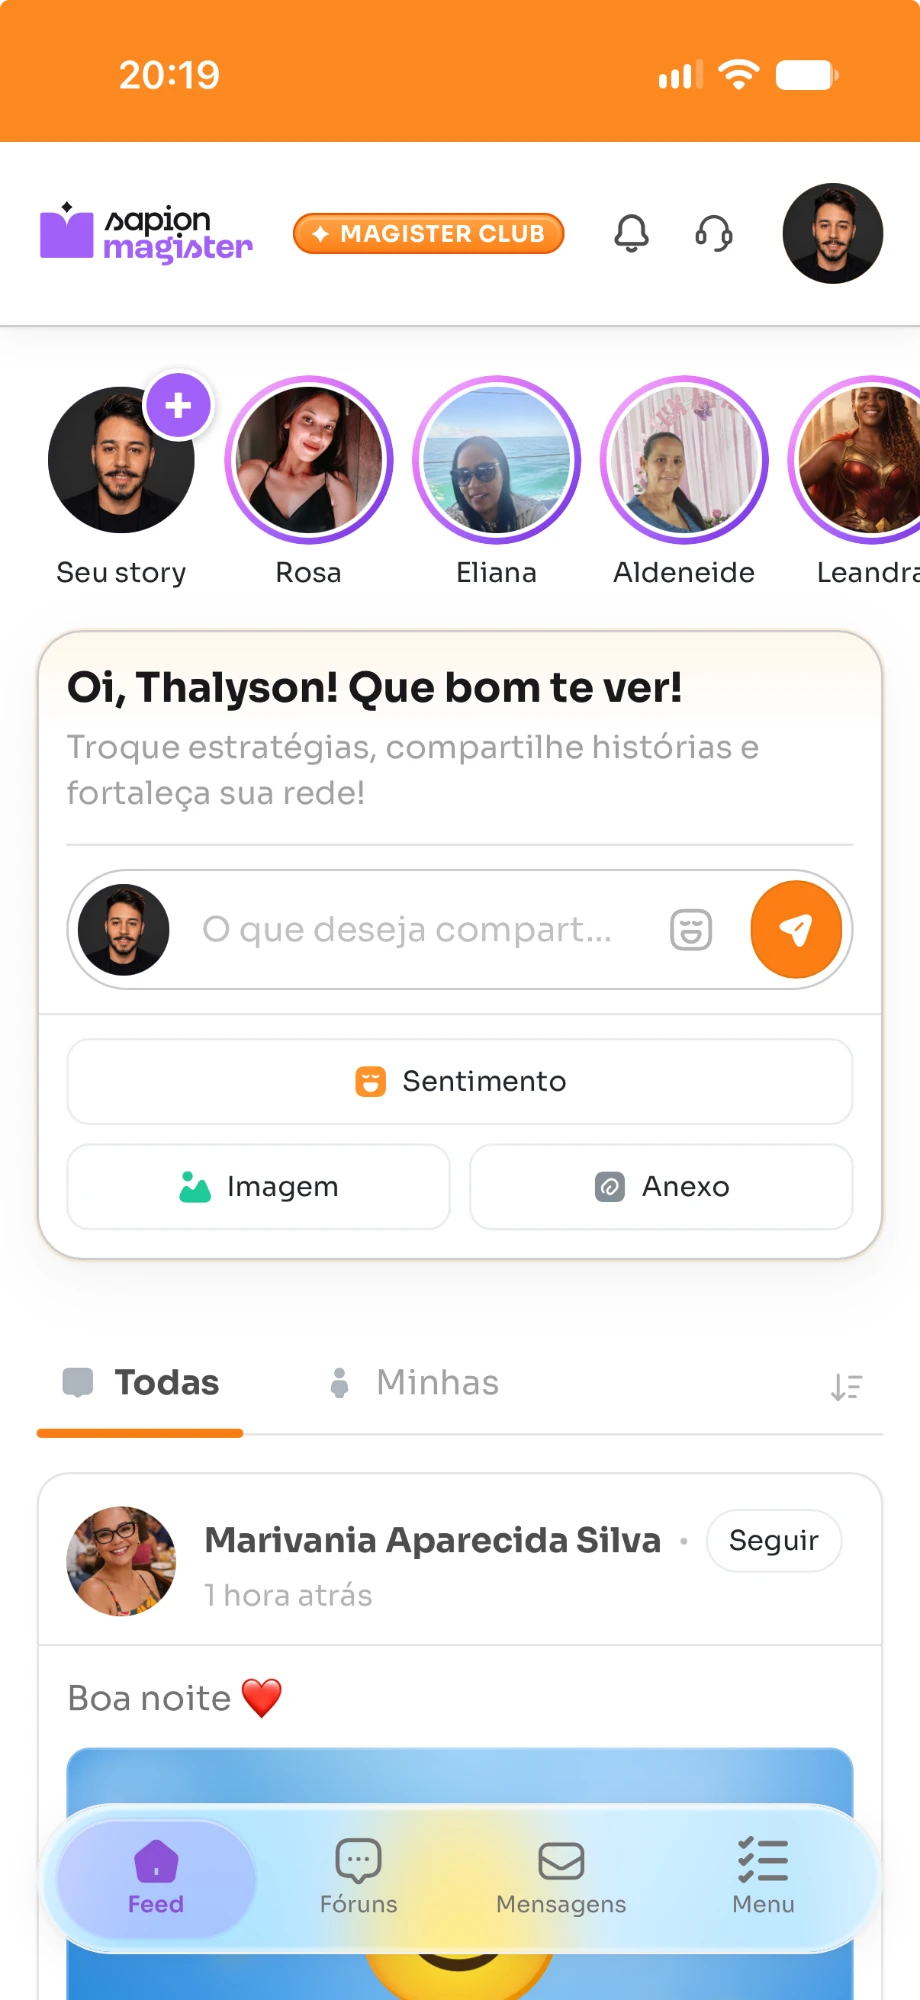 20:19
sapion
magister
MAGISTER CLUB
Seu story
Rosa
Eliana
Aldeneide
Leandra
Oi, Thalyson! Que bom te ver!
Troque estratégias, compartilhe histórias e
fortaleça sua rede!
O que deseja compart...
Sentimento
Imagem
Anexo
Todas
Minhas
Marivania Aparecida Silva • Seguir
1 hora atrás
Boa noite ❤️
Feed
Fóruns
Mensagens
Menu